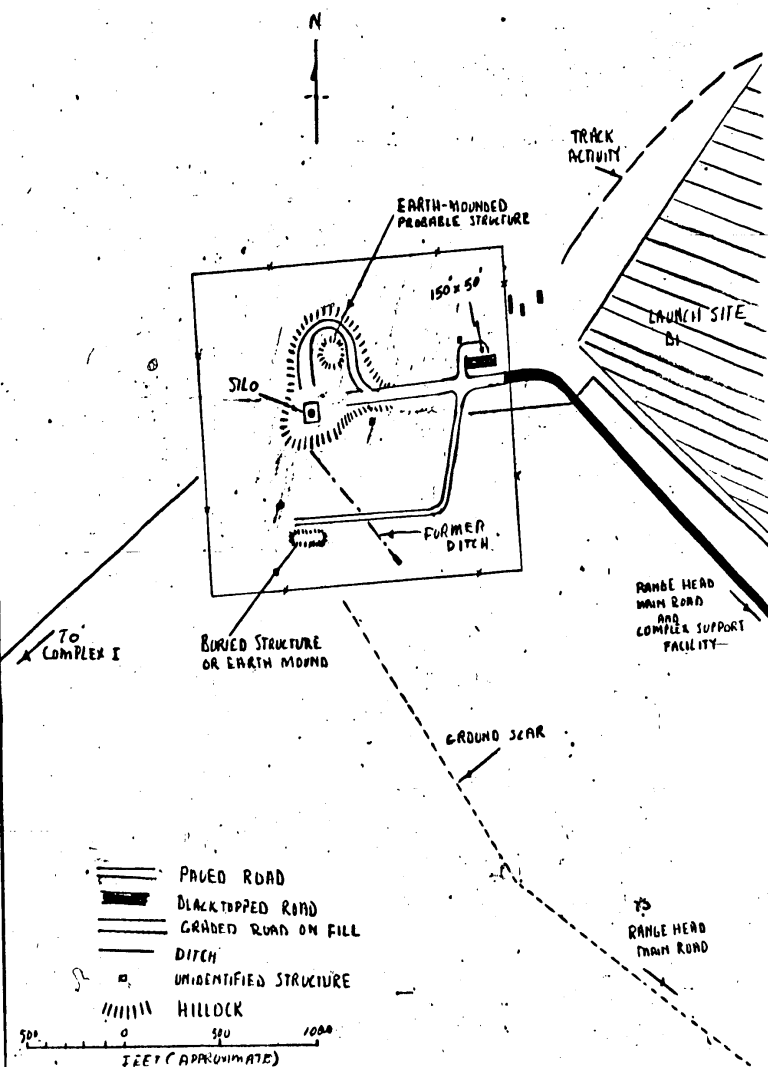 N
TRACK
ACTIVITY
EARTH-MOUNDED
PROBABLE STRUCTURE
150' x 50'
LAUNCH SITE
B1
SILO
FORMER
DITCH
RANGE HEAD
MAIN ROAD
AND
COMPLEX SUPPORT
FACILITY
TO
COMPLEX I
BURIED STRUCTURE
OR EARTH MOUND
GROUND SCAR
PAVED ROAD
BLACKTOPPED ROAD
GRADED ROAD ON FILL
DITCH
UNIDENTIFIED STRUCTURE
HILLOCK
RANGE HEAD
MAIN ROAD
500 0 500 1000
FEET (APPROXIMATE)